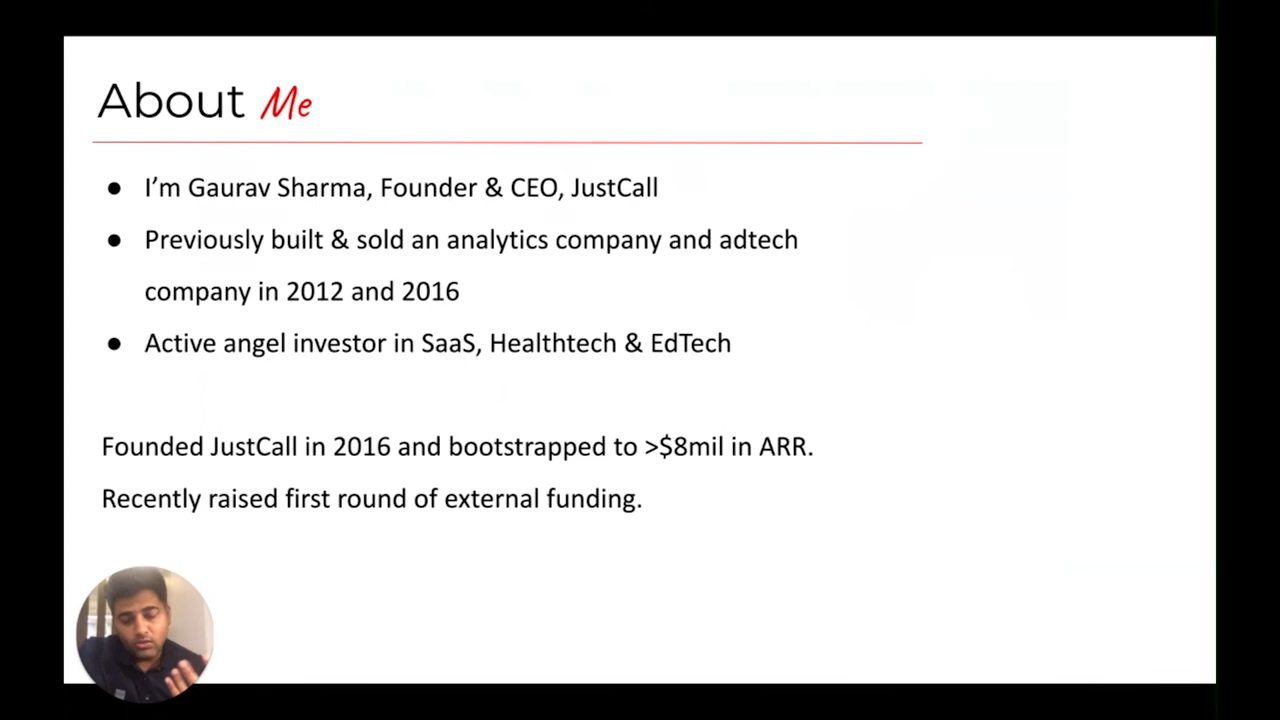 About Me
● I’m Gaurav Sharma, Founder & CEO, JustCall
● Previously built & sold an analytics company and adtech
company in 2012 and 2016
● Active angel investor in SaaS, Healthtech & EdTech
Founded JustCall in 2016 and bootstrapped to >$8mil in ARR.
Recently raised first round of external funding.